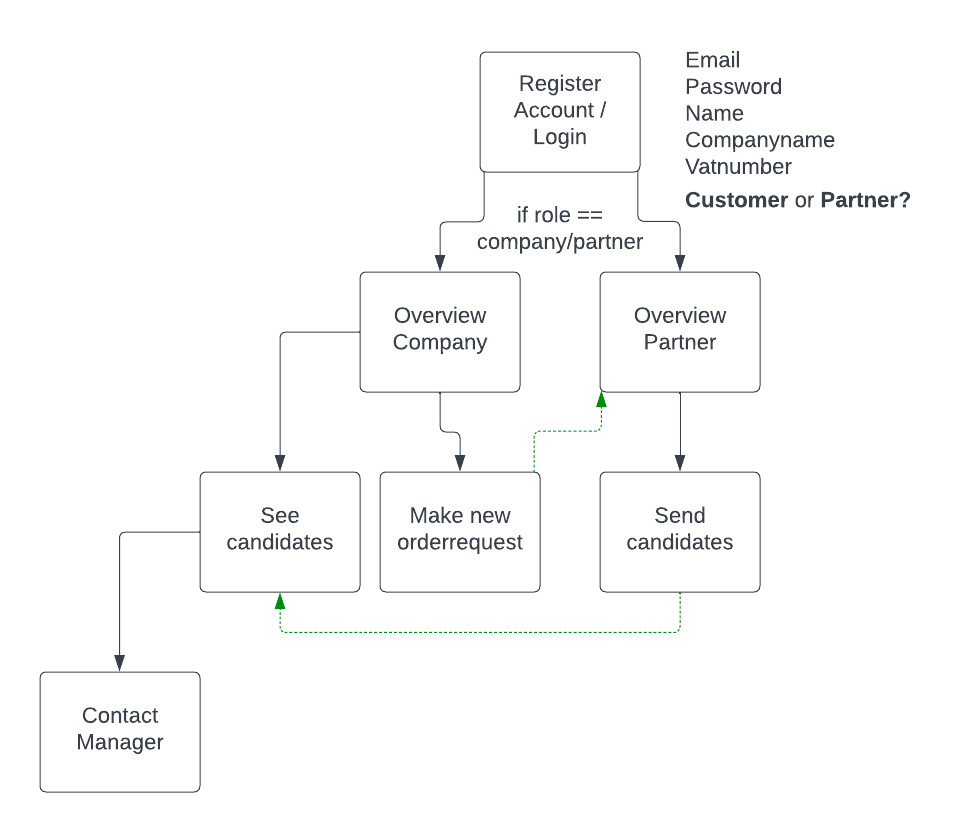 Register
Account /
Login
Email
Password
Name
Companyname
Vatnumber
Customer or Partner?
if role ==
company/partner
Overview
Company
Overview
Partner
See
candidates
Make new
orderrequest
Send
candidates
Contact
Manager